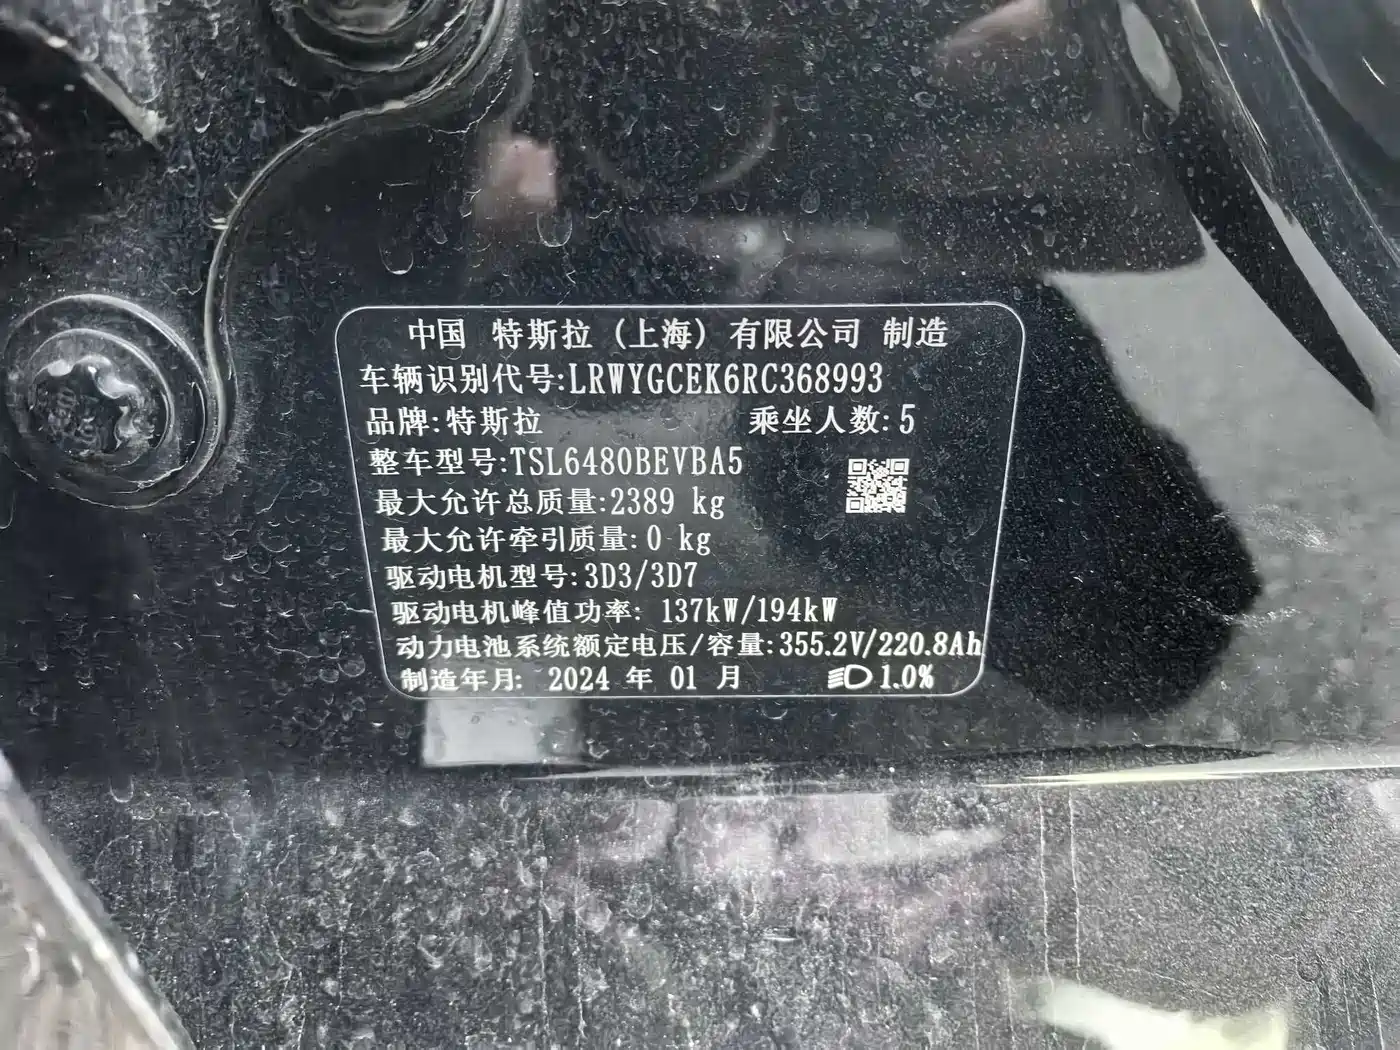 中国 特斯拉 (上海) 有限公司 制造
车辆识别代号:LRWYGCEK6RC368993
品牌:特斯拉 乘坐人数:5
整车型号:TSL6480BEVBA5
最大允许总质量:2389 kg
最大允许牵引质量:0 kg
驱动电机型号:3D3/3D7
驱动电机峰值功率: 137kW/194kW
动力电池系统额定电压/容量:355.2V/220.8Ah
制造年月: 2024 年 01 月 1.0%